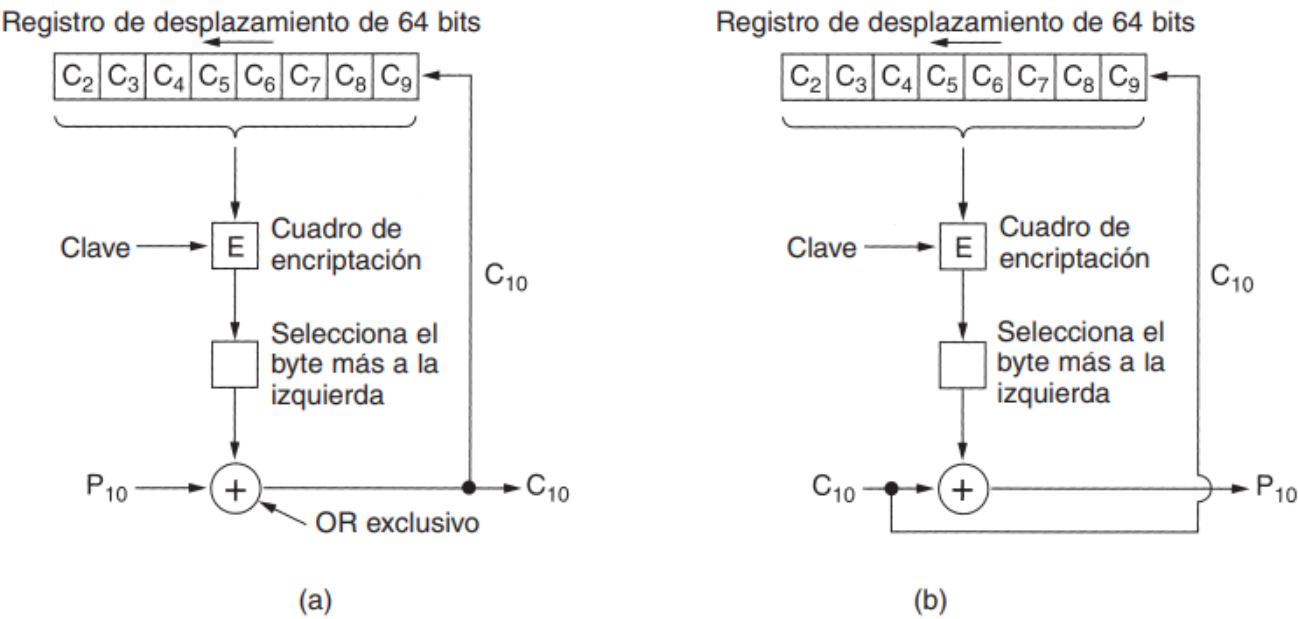 Registro de desplazamiento de 64 bits
C2 C3 C4 C5 C6 C7 C8 C9
Clave
E
Cuadro de
encriptación
C10
Selecciona el
byte más a la
izquierda
P10
+
C10
OR exclusivo
(a)
Registro de desplazamiento de 64 bits
C2 C3 C4 C5 C6 C7 C8 C9
Clave
E
Cuadro de
encriptación
C10
Selecciona el
byte más a la
izquierda
C10
+
P10
(b)